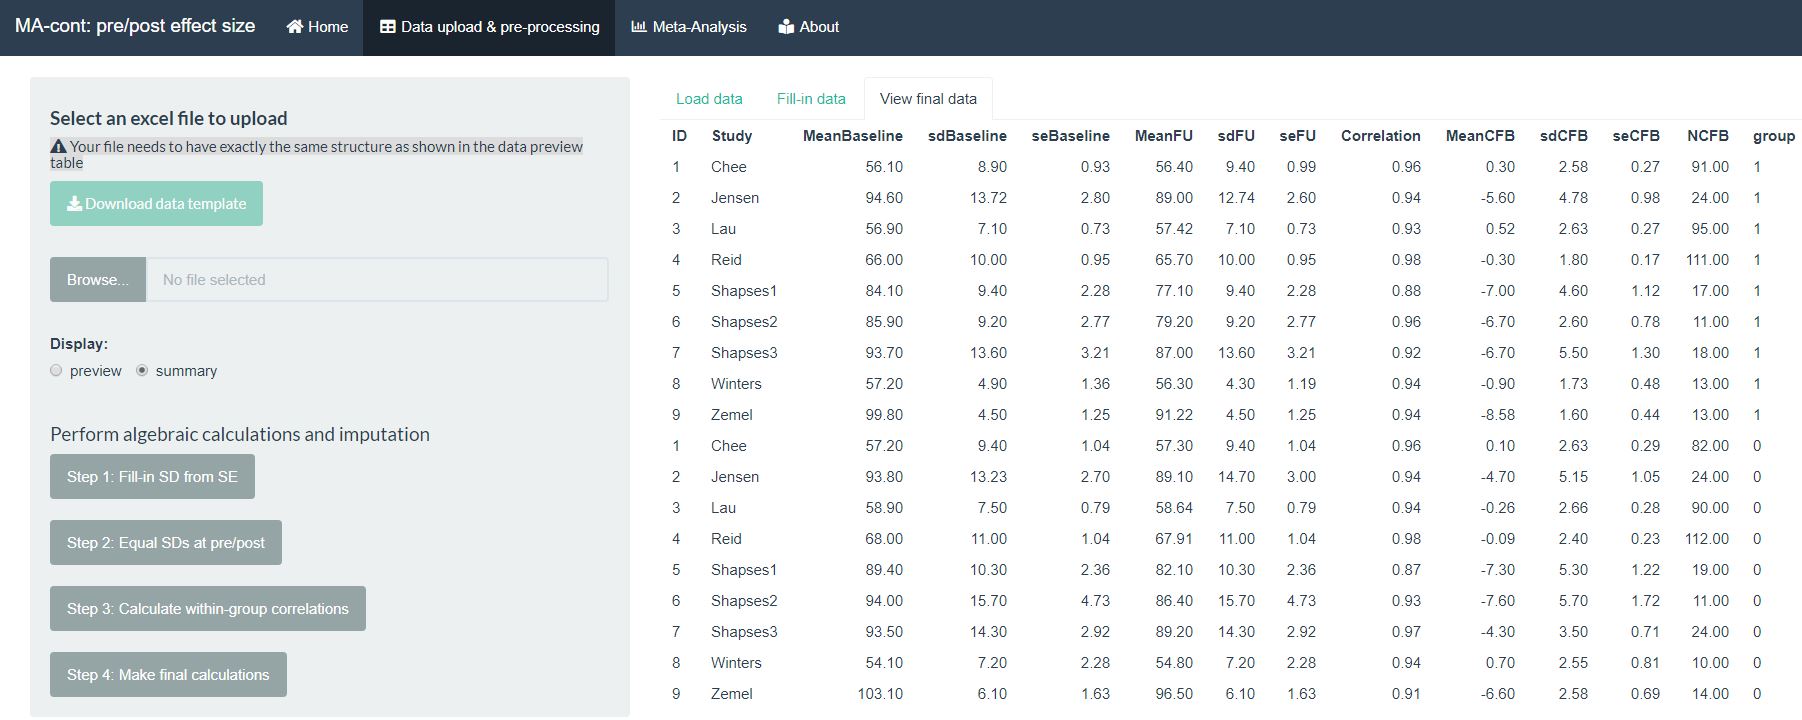 MA-cont: pre/post effect size Home Data upload & pre-processing Meta-Analysis About
Select an excel file to upload
Your file needs to have exactly the same structure as shown in the data preview
table
Download data template
Browse... No file selected
Display:
preview summary
Perform algebraic calculations and imputation
Step 1: Fill-in SD from SE
Step 2: Equal SDs at pre/post
Step 3: Calculate within-group correlations
Step 4: Make final calculations
Load data Fill-in data View final data
ID Study MeanBaseline sdBaseline seBaseline MeanFU sdFU seFU Correlation MeanCFB sdCFB seCFB NCFB group
1 Chee 56.10 8.90 0.93 56.40 9.40 0.99 0.96 0.30 2.58 0.27 91.00 1
2 Jensen 94.60 13.72 2.80 89.00 12.74 2.60 0.94 -5.60 4.78 0.98 24.00 1
3 Lau 56.90 7.10 0.73 57.42 7.10 0.73 0.93 0.52 2.63 0.27 95.00 1
4 Reid 66.00 10.00 0.95 65.70 10.00 0.95 0.98 -0.30 1.80 0.17 111.00 1
5 Shapses1 84.10 9.40 2.28 77.10 9.40 2.28 0.88 -7.00 4.60 1.12 17.00 1
6 Shapses2 85.90 9.20 2.77 79.20 9.20 2.77 0.96 -6.70 2.60 0.78 11.00 1
7 Shapses3 93.70 13.60 3.21 87.00 13.60 3.21 0.92 -6.70 5.50 1.30 18.00 1
8 Winters 57.20 4.90 1.36 56.30 4.30 1.19 0.94 -0.90 1.73 0.48 13.00 1
9 Zemel 99.80 4.50 1.25 91.22 4.50 1.25 0.94 -8.58 1.60 0.44 13.00 1
1 Chee 57.20 9.40 1.04 57.30 9.40 1.04 0.96 0.10 2.63 0.29 82.00 0
2 Jensen 93.80 13.23 2.70 89.10 14.70 3.00 0.94 -4.70 5.15 1.05 24.00 0
3 Lau 58.90 7.50 0.79 58.64 7.50 0.79 0.94 -0.26 2.66 0.28 90.00 0
4 Reid 68.00 11.00 1.04 67.91 11.00 1.04 0.98 -0.09 2.40 0.23 112.00 0
5 Shapses1 89.40 10.30 2.36 82.10 10.30 2.36 0.87 -7.30 5.30 1.22 19.00 0
6 Shapses2 94.00 15.70 4.73 86.40 15.70 4.73 0.93 -7.60 5.70 1.72 11.00 0
7 Shapses3 93.50 14.30 2.92 89.20 14.30 2.92 0.97 -4.30 3.50 0.71 24.00 0
8 Winters 54.10 7.20 2.28 54.80 7.20 2.28 0.94 0.70 2.55 0.81 10.00 0
9 Zemel 103.10 6.10 1.63 96.50 6.10 1.63 0.91 -6.60 2.58 0.69 14.00 0